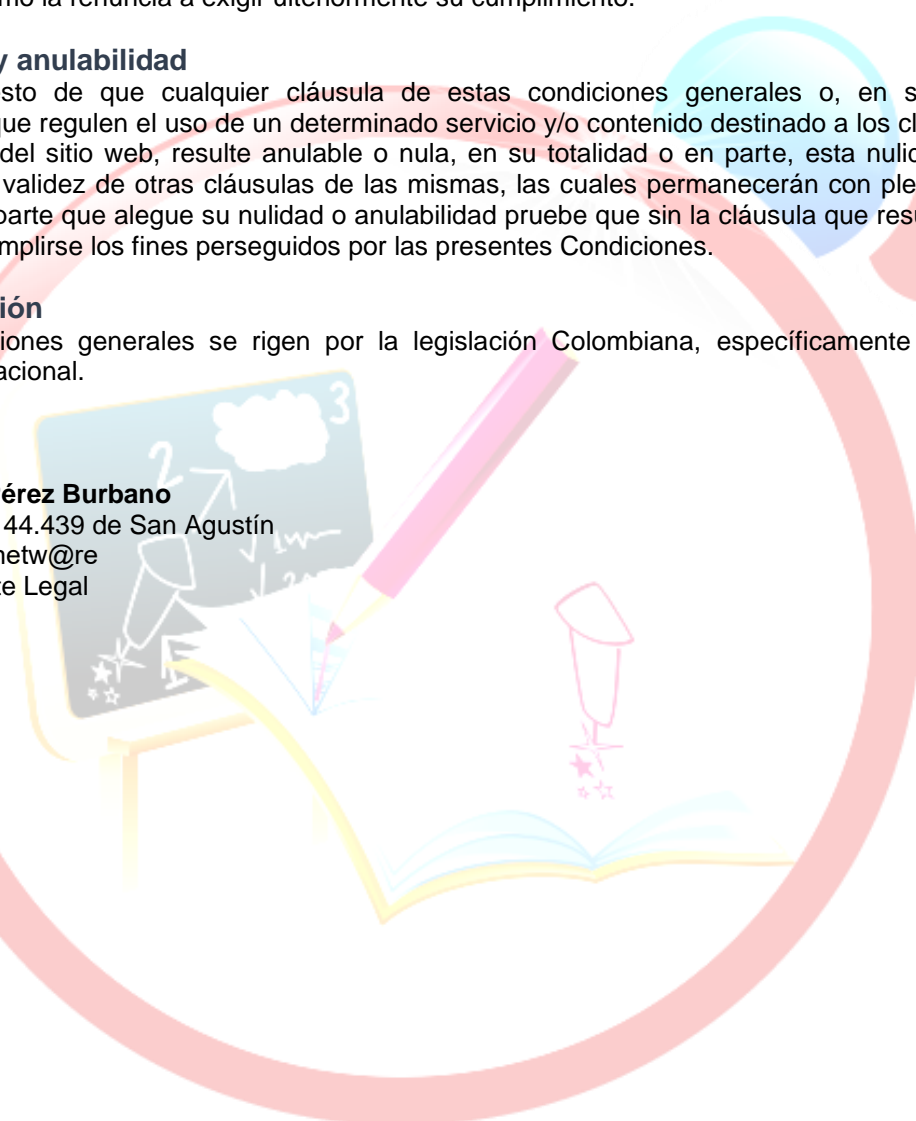 mo la renuncia a exigir ulteriormente su cumplimiento.
y anulabilidad
sto de que cualquier cláusula de estas condiciones generales o, en s
que regulen el uso de un determinado servicio y/o contenido destinado a los cl
del sitio web, resulte anulable o nula, en su totalidad o en parte, esta nulid
validez de otras cláusulas de las mismas, las cuales permanecerán con ple
parte que alegue su nulidad o anulabilidad pruebe que sin la cláusula que resu
mplirse los fines perseguidos por las presentes Condiciones.
ión
iones generales se rigen por la legislación Colombiana, específicamente
acional.
érez Burbano
44.439 de San Agustín
netw@re
te Legal
2
3